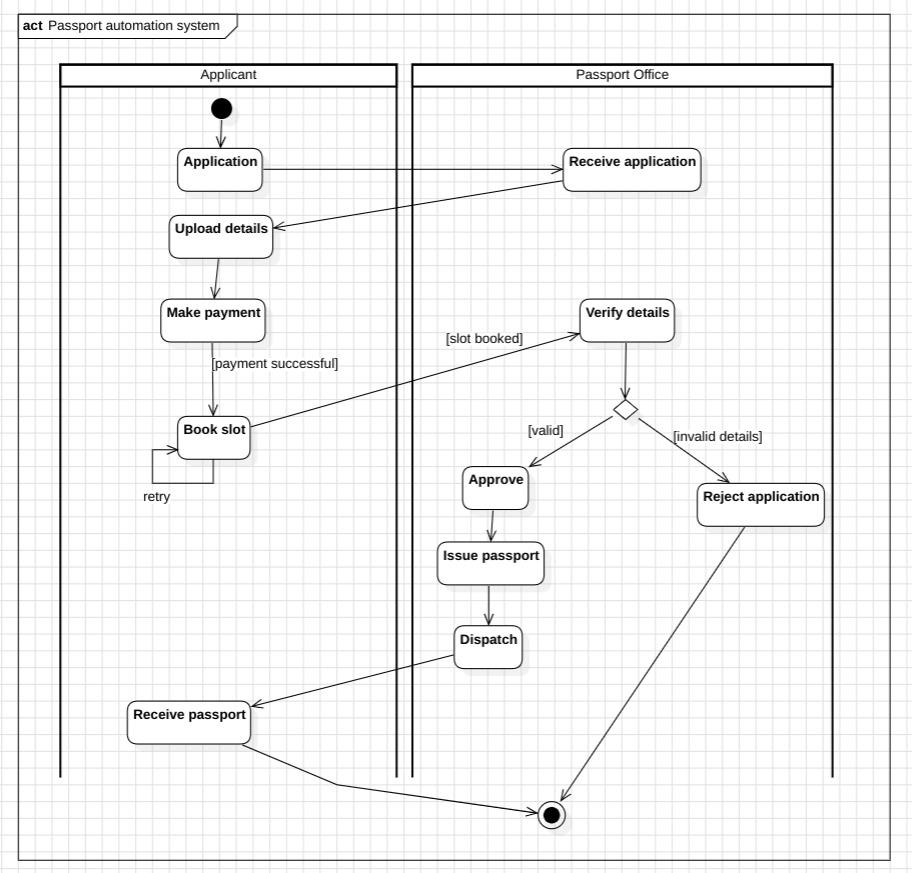 act Passport automation system
Applicant
Passport Office
Application
Receive application
Upload details
Make payment
Verify details
[slot booked]
[payment successful]
Book slot
[valid]
[invalid details]
retry
Approve
Reject application
Issue passport
Dispatch
Receive passport